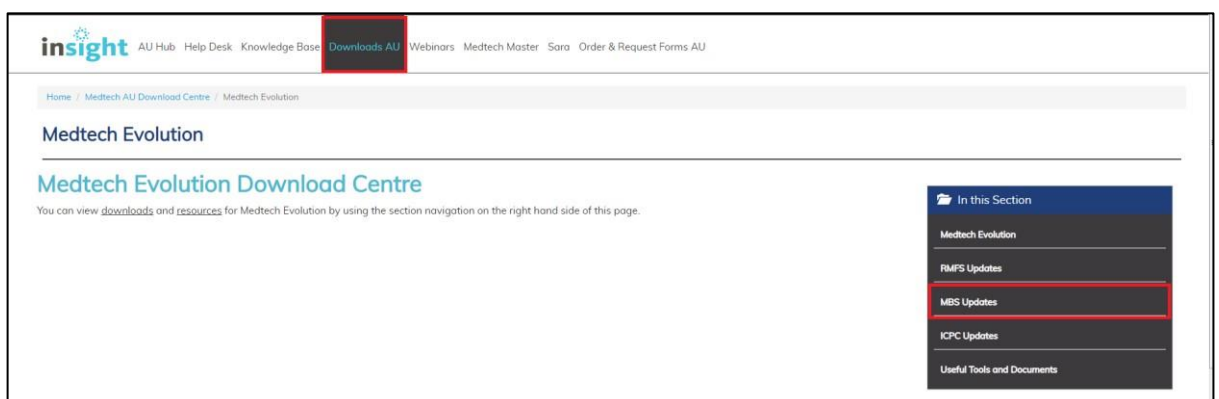 insight AU Hub Help Desk Knowledge Base Downloads AU Webinars Medtech Master Sara Order & Request Forms AU
Home / Medtech AU Download Centre / Medtech Evolution
Medtech Evolution
Medtech Evolution Download Centre
You can view downloads and resources for Medtech Evolution by using the section navigation on the right hand side of this page.
In this Section
Medtech Evolution
RMFS Updates
MBS Updates
ICPC Updates
Useful Tools and Documents